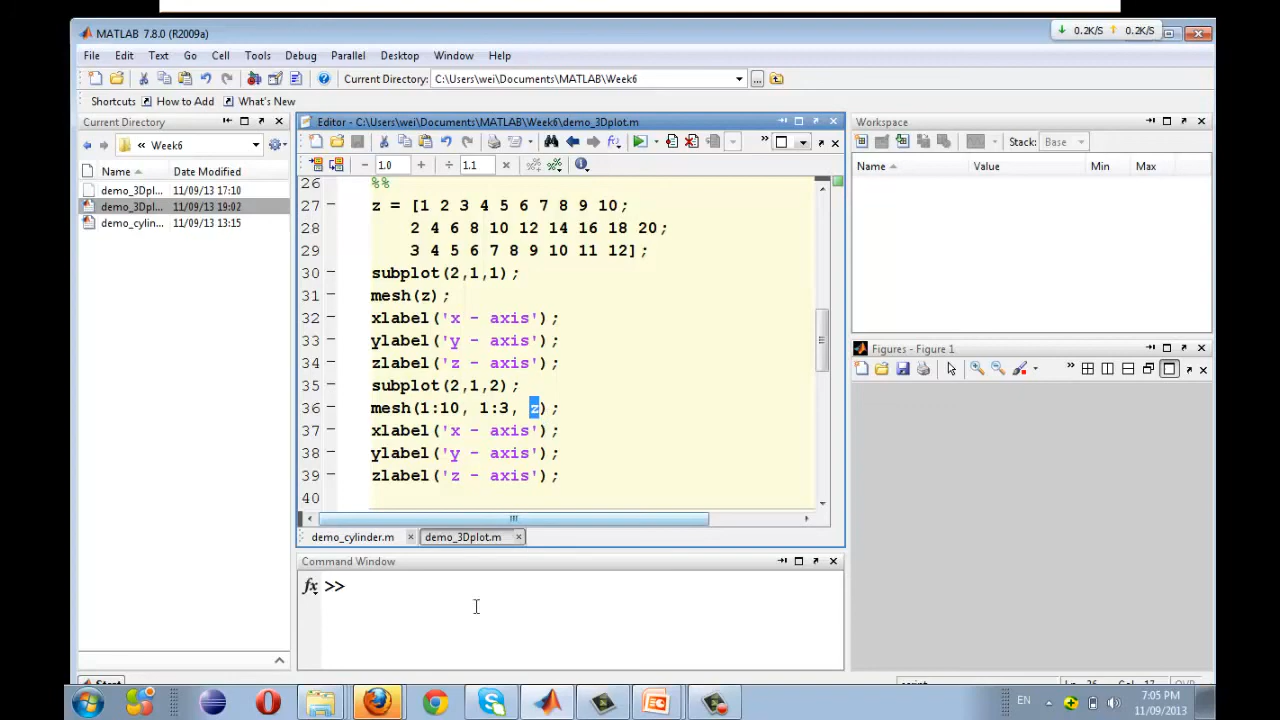 MATLAB 7.8.0 (R2009a)
0.2K/S 0.2K/S
File Edit Text Go Cell Tools Debug Parallel Desktop Window Help
Current Directory: C:\Users\wei\Documents\MATLAB\Week6
Shortcuts How to Add What's New
Current Directory
« Week6
Name Date Modified
demo_3Dpl... 11/09/13 17:10
demo_3Dpl... 11/09/13 19:02
demo_cylin... 11/09/13 13:15
Editor - C:\Users\wei\Documents\MATLAB\Week6\demo_3Dplot.m
− 1.0 + ÷ 1.1 ×
26 %%
27 − z = [1 2 3 4 5 6 7 8 9 10;
28 2 4 6 8 10 12 14 16 18 20;
29 3 4 5 6 7 8 9 10 11 12];
30 − subplot(2,1,1);
31 − mesh(z);
32 − xlabel('x - axis');
33 − ylabel('y - axis');
34 − zlabel('z - axis');
35 − subplot(2,1,2);
36 − mesh(1:10, 1:3, z);
37 − xlabel('x - axis');
38 − ylabel('y - axis');
39 − zlabel('z - axis');
40
demo_cylinder.m × demo_3Dplot.m ×
Command Window
fx >>
Workspace
Stack: Base
Name Value Min Max
Figures - Figure 1
EN
7:05 PM
11/09/2013